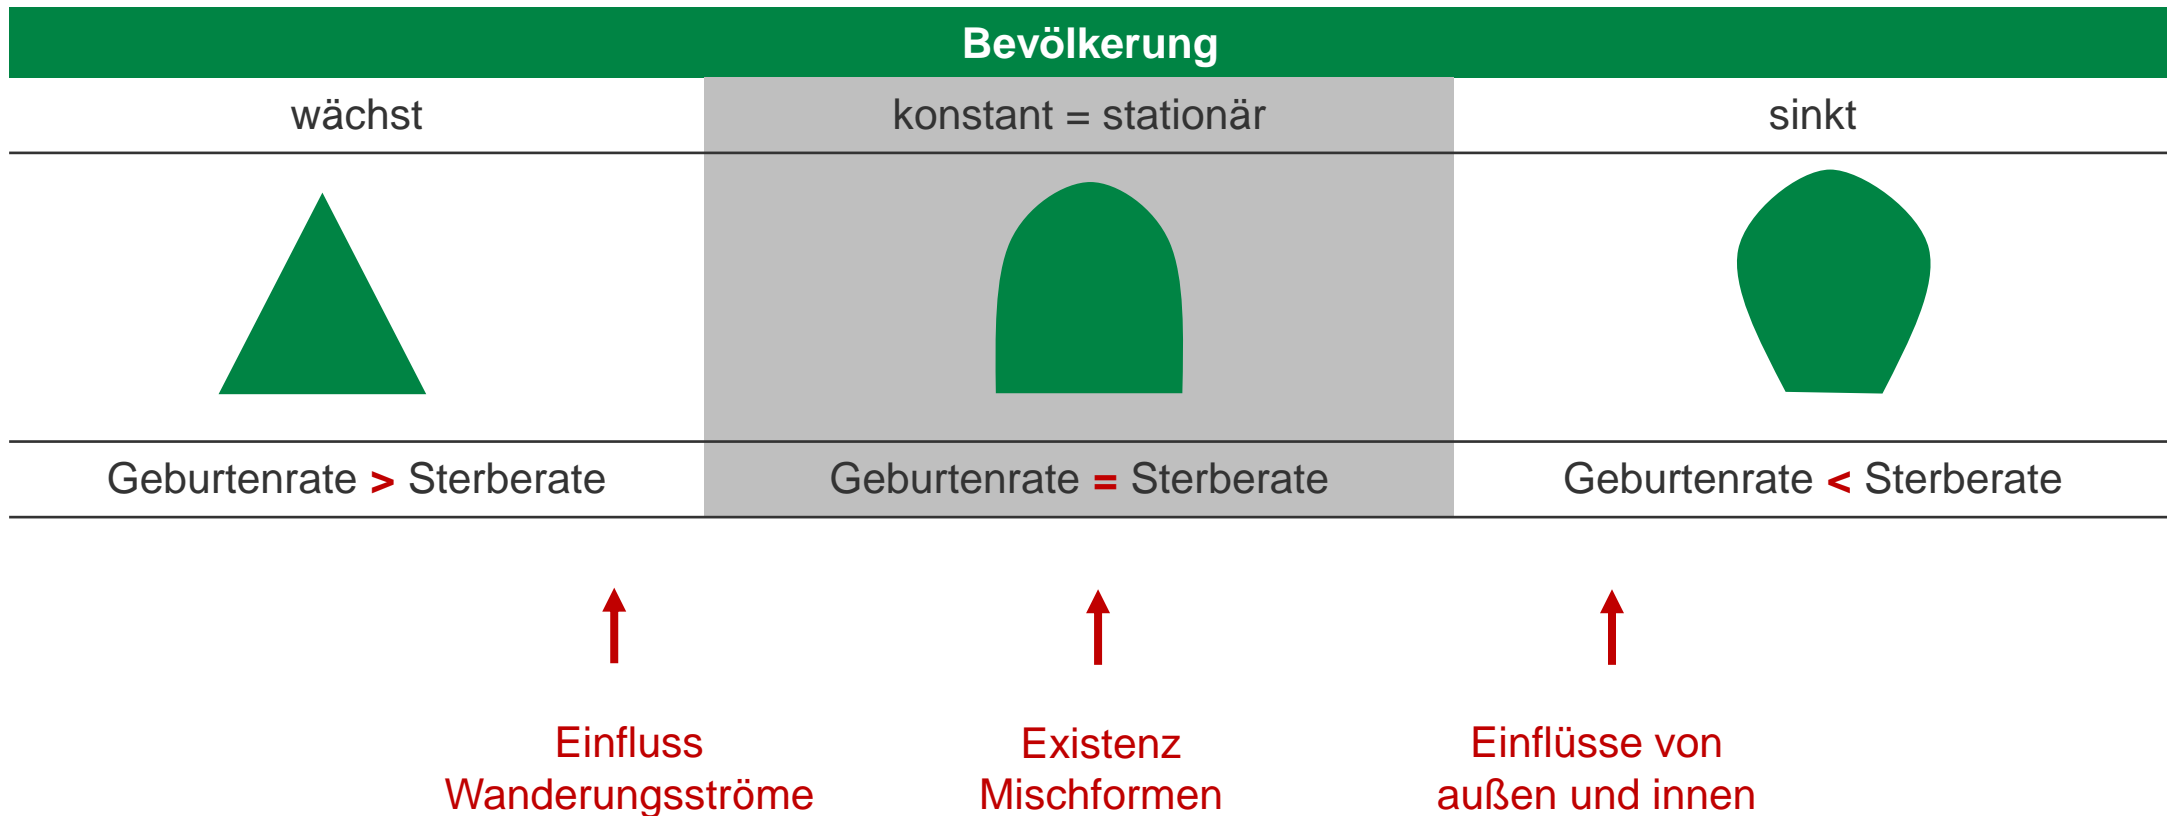 Bevölkerung
wächst
konstant = stationär
sinkt
Geburtenrate > Sterberate
Geburtenrate = Sterberate
Geburtenrate < Sterberate
Einfluss
Wanderungsströme
Existenz
Mischformen
Einflüsse von
außen und innen